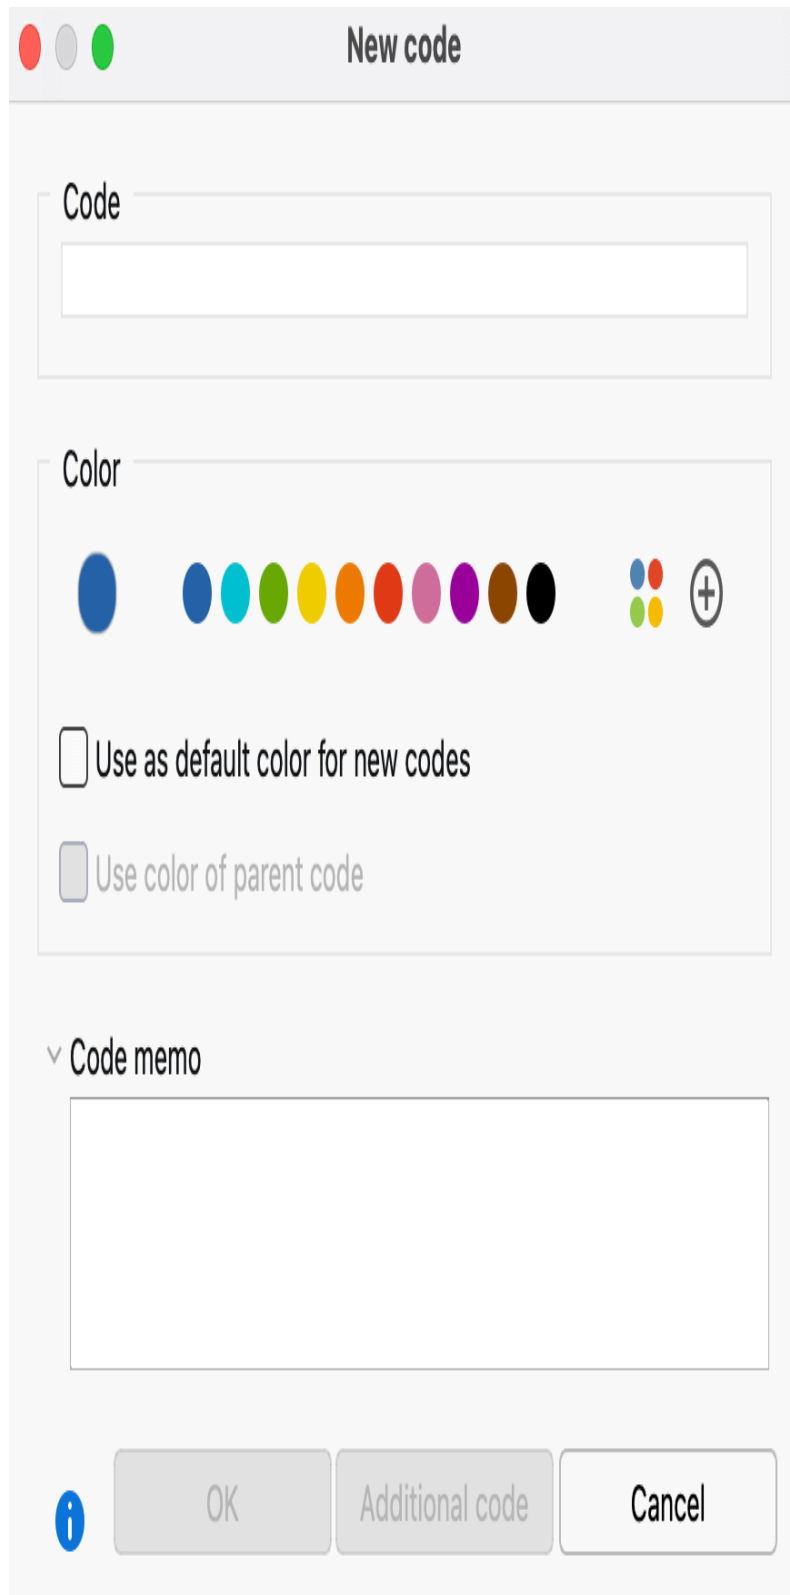 New code
Code
Color
Use as default color for new codes
Use color of parent code
Code memo
OK
Additional code
Cancel